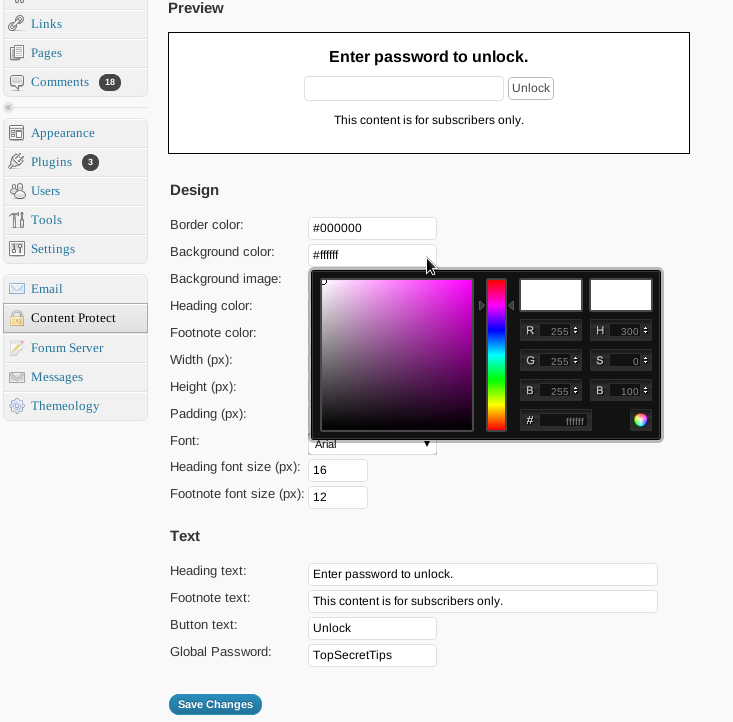 Links
Pages
Comments 18
Appearance
Plugins 3
Users
Tools
Settings
Email
Content Protect
Forum Server
Messages
Themeology
Preview
Enter password to unlock.
Unlock
This content is for subscribers only.
Design
Border color: #000000
Background color: #ffffff
Background image:
Heading color:
Footnote color:
Width (px):
Height (px):
Padding (px):
Font: Arial
Heading font size (px): 16
Footnote font size (px): 12
R 255 H 300
G 255 S 0
B 255 B 100
# ffffff
Text
Heading text: Enter password to unlock.
Footnote text: This content is for subscribers only.
Button text: Unlock
Global Password: TopSecretTips
Save Changes